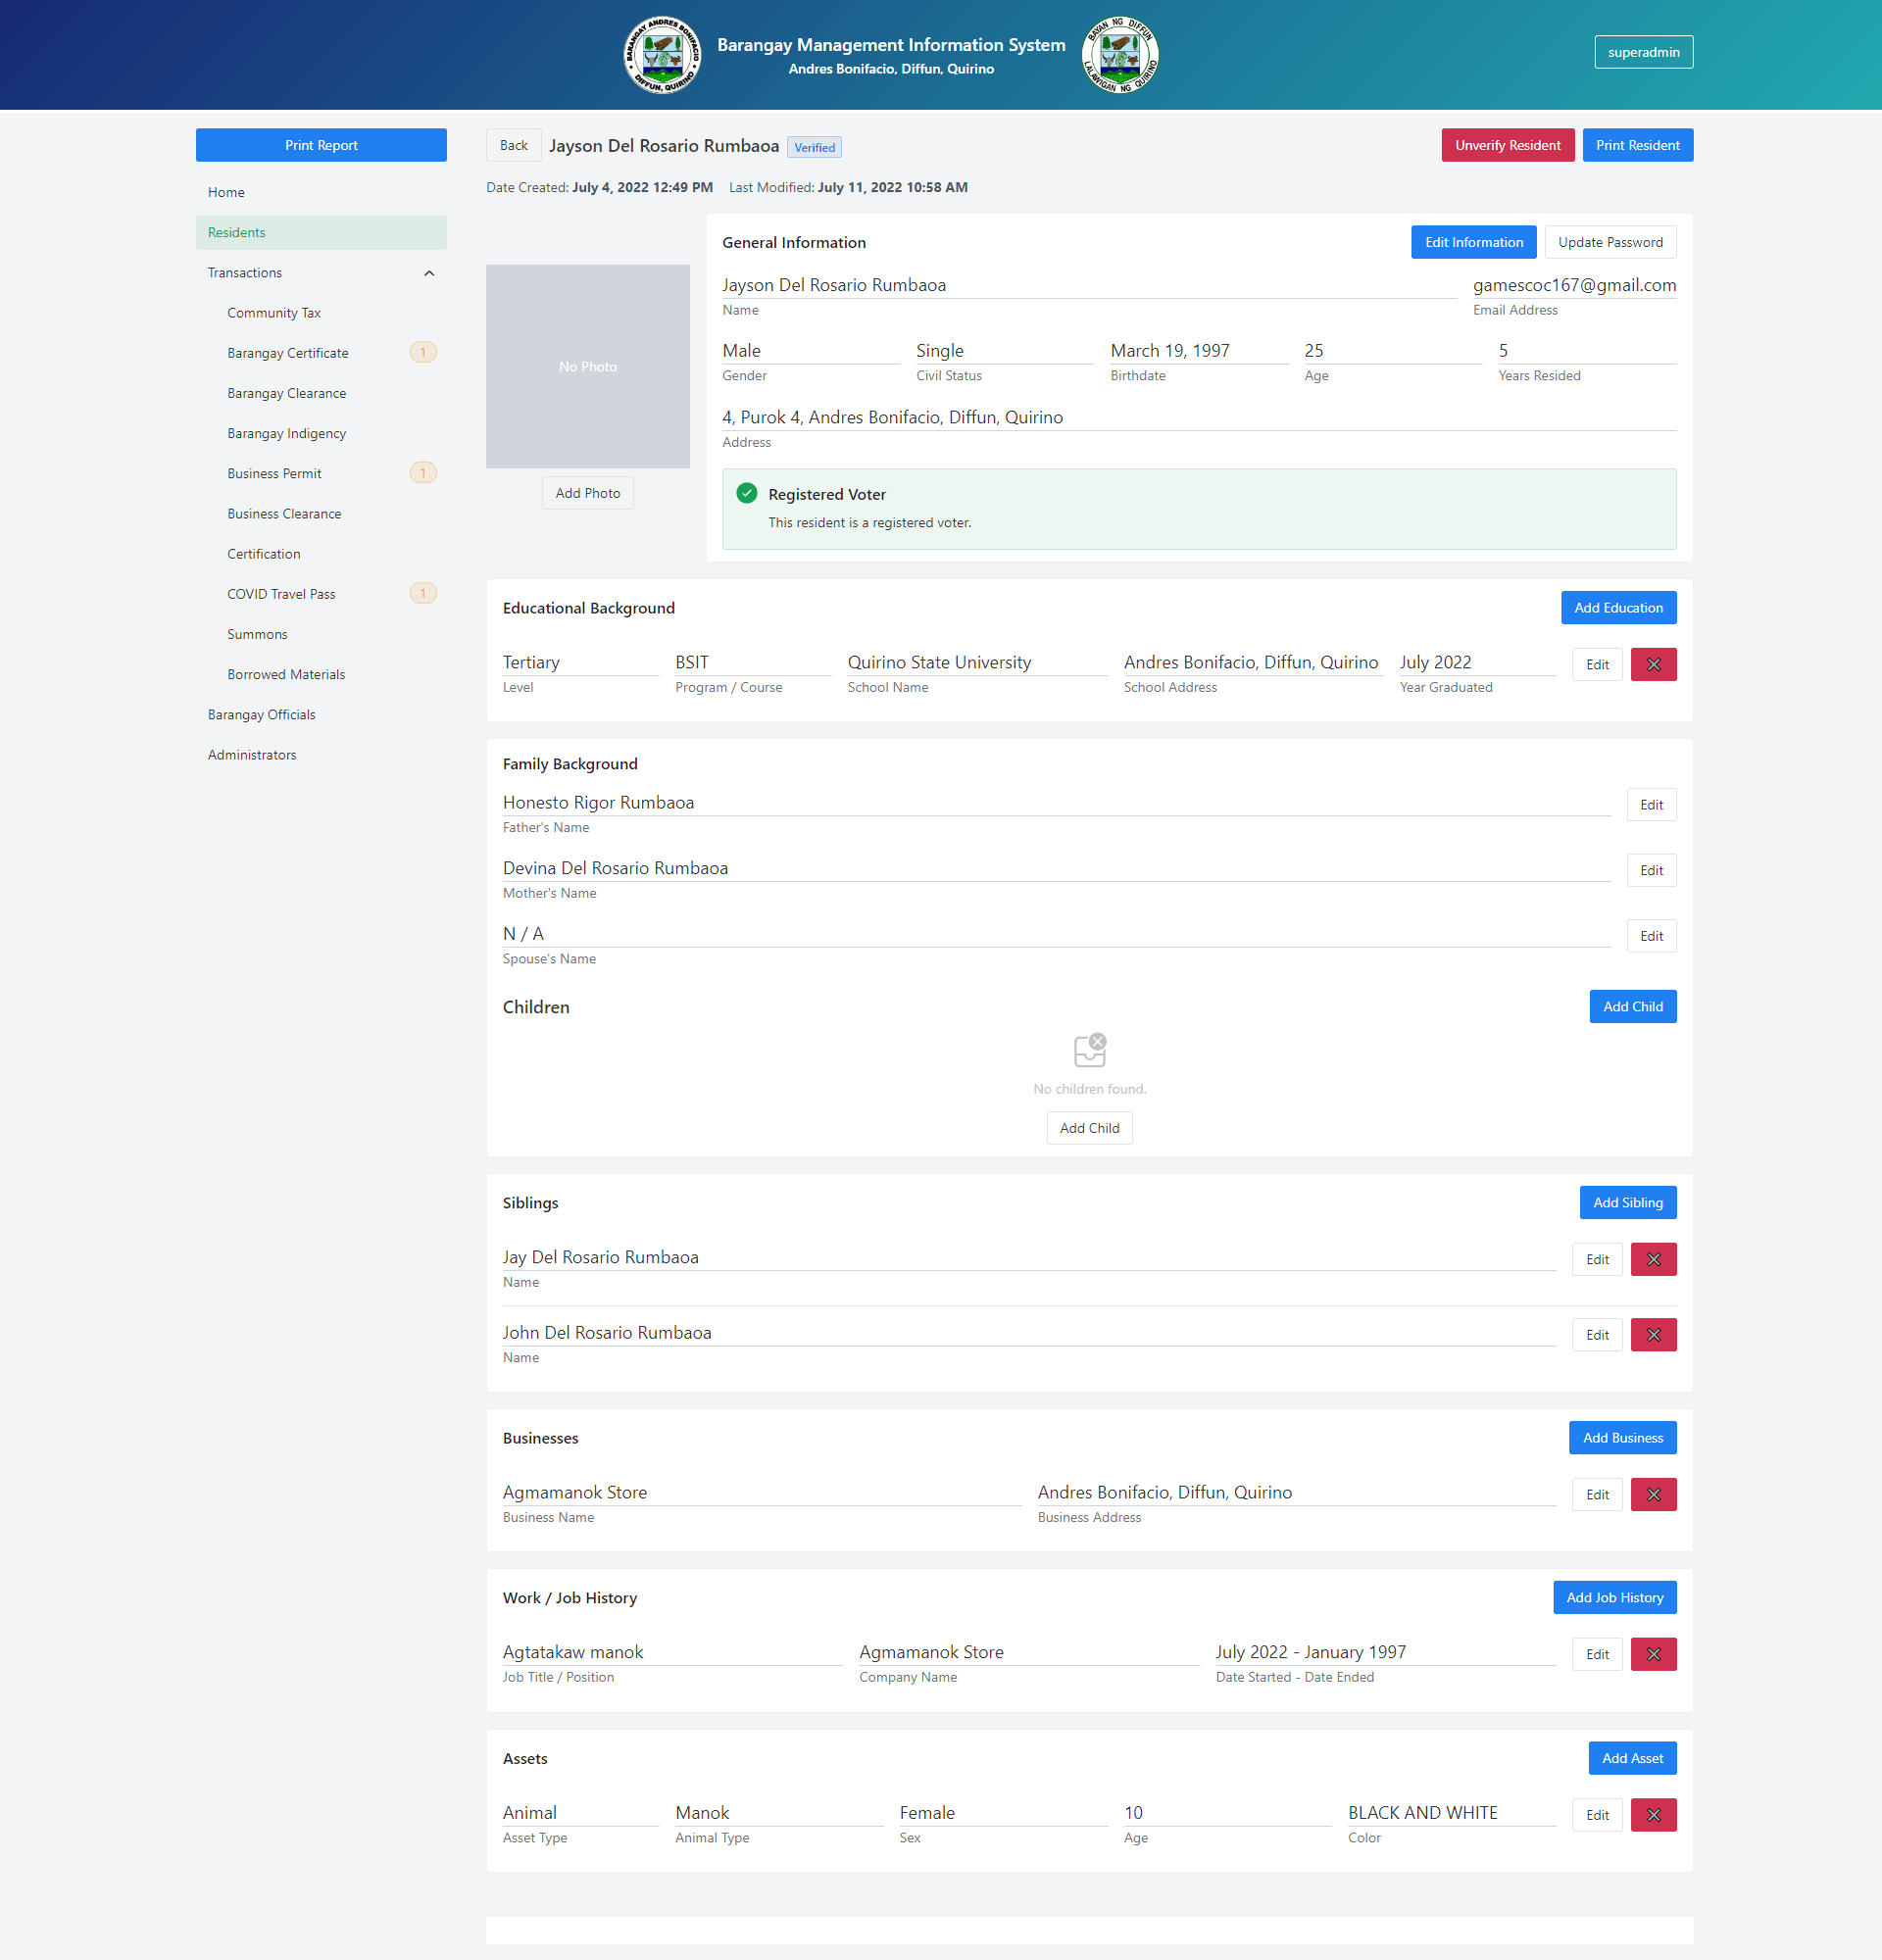 BARANGAY ANDRES BONIFACIO
DIFFUN, QUIRINO
Barangay Management Information System
Andres Bonifacio, Diffun, Quirino
BAYAN NG DIFFUN
LALAWIGAN NG QUIRINO
superadmin
Print Report
Home
Residents
Transactions
Community Tax
Barangay Certificate 1
Barangay Clearance
Barangay Indigency
Business Permit 1
Business Clearance
Certification
COVID Travel Pass 1
Summons
Borrowed Materials
Barangay Officials
Administrators
Back Jayson Del Rosario Rumbaoa Verified Unverify Resident Print Resident
Date Created: July 4, 2022 12:49 PM Last Modified: July 11, 2022 10:58 AM
No Photo
Add Photo
General Information Edit Information Update Password
Jayson Del Rosario Rumbaoa gamescoc167@gmail.com
Name Email Address
Male Single March 19, 1997 25 5
Gender Civil Status Birthdate Age Years Resided
4, Purok 4, Andres Bonifacio, Diffun, Quirino
Address
Registered Voter
This resident is a registered voter.
Educational Background Add Education
Tertiary BSIT Quirino State University Andres Bonifacio, Diffun, Quirino July 2022 Edit
Level Program / Course School Name School Address Year Graduated
Family Background
Honesto Rigor Rumbaoa Edit
Father's Name
Devina Del Rosario Rumbaoa Edit
Mother's Name
N / A Edit
Spouse's Name
Children Add Child
No children found.
Add Child
Siblings Add Sibling
Jay Del Rosario Rumbaoa Edit
Name
John Del Rosario Rumbaoa Edit
Name
Businesses Add Business
Agmamanok Store Andres Bonifacio, Diffun, Quirino Edit
Business Name Business Address
Work / Job History Add Job History
Agtatakaw manok Agmamanok Store July 2022 - January 1997 Edit
Job Title / Position Company Name Date Started - Date Ended
Assets Add Asset
Animal Manok Female 10 BLACK AND WHITE Edit
Asset Type Animal Type Sex Age Color